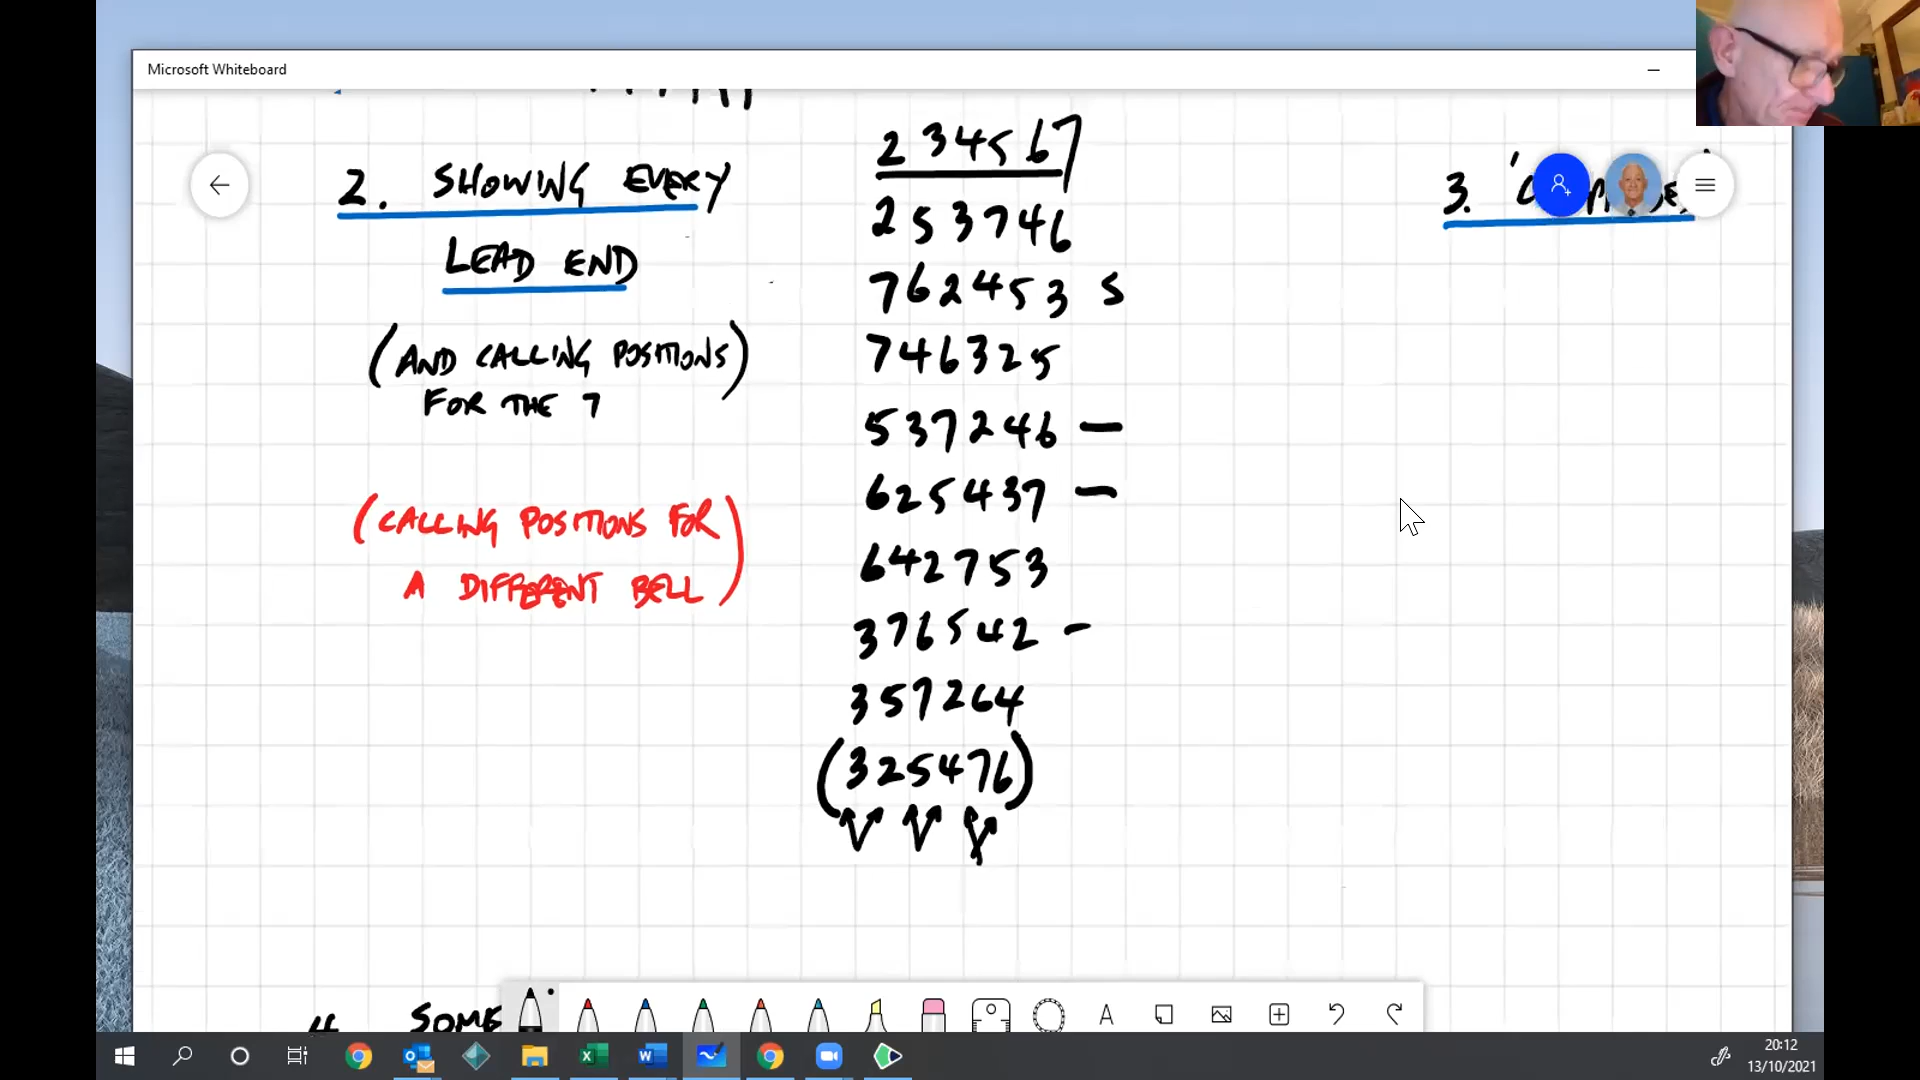 Microsoft Whiteboard
2. SHOWING EVERY
LEAD END
(AND CALLING POSITIONS)
FOR THE 7
(CALLING POSITIONS FOR
A DIFFERENT BELL)
234567
253746
762453 S
746325
537246 —
625437 —
642753
376542 -
357264
(325476)
3.
4. SOME
20:12
13/10/2021